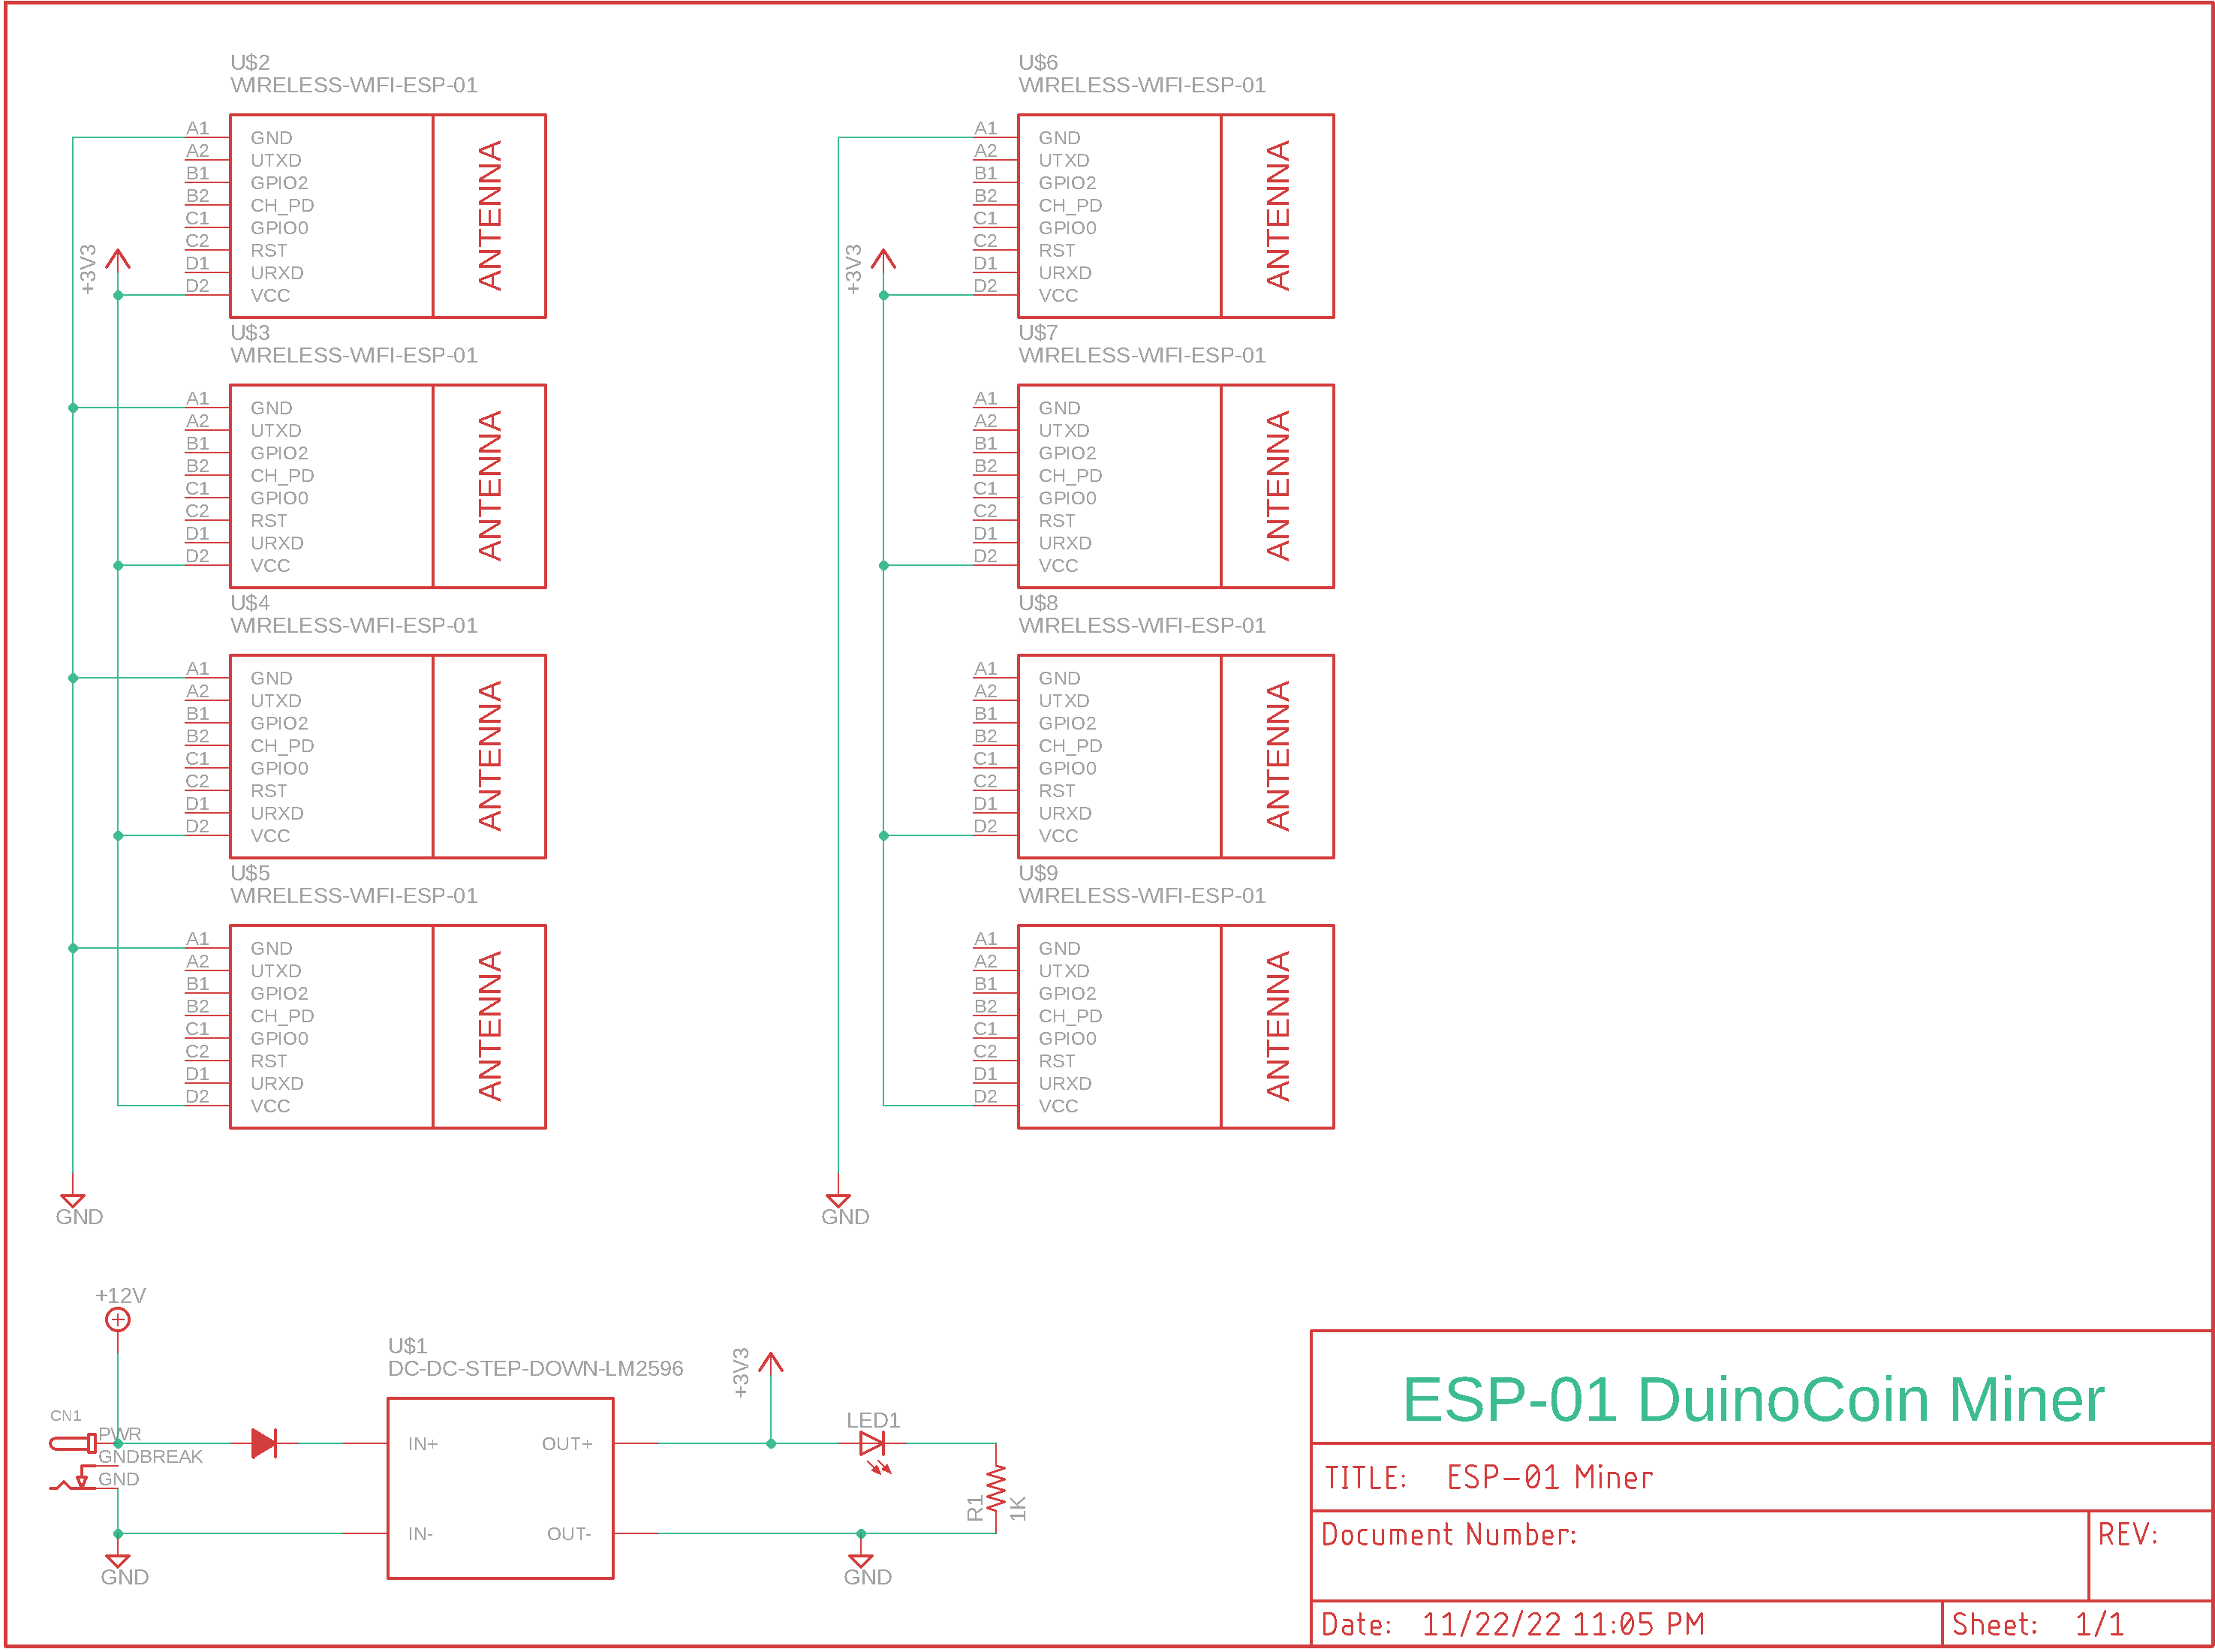 U$2
WIRELESS-WIFI-ESP-01
A1 GND
A2 UTXD
B1 GPIO2
B2 CH_PD
C1 GPIO0
C2 RST
D1 URXD
D2 VCC
ANTENNA
+3V3
U$3
WIRELESS-WIFI-ESP-01
A1 GND
A2 UTXD
B1 GPIO2
B2 CH_PD
C1 GPIO0
C2 RST
D1 URXD
D2 VCC
ANTENNA
U$4
WIRELESS-WIFI-ESP-01
A1 GND
A2 UTXD
B1 GPIO2
B2 CH_PD
C1 GPIO0
C2 RST
D1 URXD
D2 VCC
ANTENNA
U$5
WIRELESS-WIFI-ESP-01
A1 GND
A2 UTXD
B1 GPIO2
B2 CH_PD
C1 GPIO0
C2 RST
D1 URXD
D2 VCC
ANTENNA
GND
U$6
WIRELESS-WIFI-ESP-01
A1 GND
A2 UTXD
B1 GPIO2
B2 CH_PD
C1 GPIO0
C2 RST
D1 URXD
D2 VCC
ANTENNA
+3V3
U$7
WIRELESS-WIFI-ESP-01
A1 GND
A2 UTXD
B1 GPIO2
B2 CH_PD
C1 GPIO0
C2 RST
D1 URXD
D2 VCC
ANTENNA
U$8
WIRELESS-WIFI-ESP-01
A1 GND
A2 UTXD
B1 GPIO2
B2 CH_PD
C1 GPIO0
C2 RST
D1 URXD
D2 VCC
ANTENNA
U$9
WIRELESS-WIFI-ESP-01
A1 GND
A2 UTXD
B1 GPIO2
B2 CH_PD
C1 GPIO0
C2 RST
D1 URXD
D2 VCC
ANTENNA
GND
+12V
CN1
PWR
GNDBREAK
GND
GND
U$1
DC-DC-STEP-DOWN-LM2596
IN+ OUT+
IN- OUT-
+3V3
LED1
R1
1K
GND
ESP-01 DuinoCoin Miner
TITLE: ESP-01 Miner
Document Number:
REV:
Date: 11/22/22 11:05 PM
Sheet: 1/1